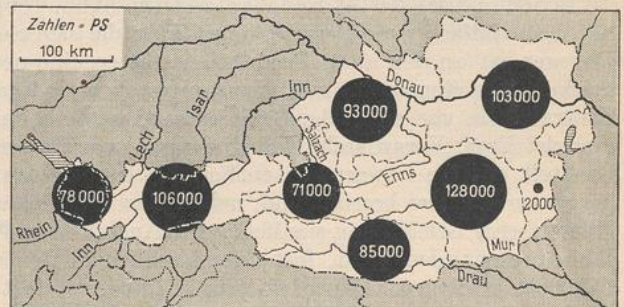 Zahlen = PS
100 km
Inn
Donau
103000
93000
Isar
Lech
Salzach
Enns
78000
106000
71000
128000
2000
Rhein
Inn
85000
Mur
Drau